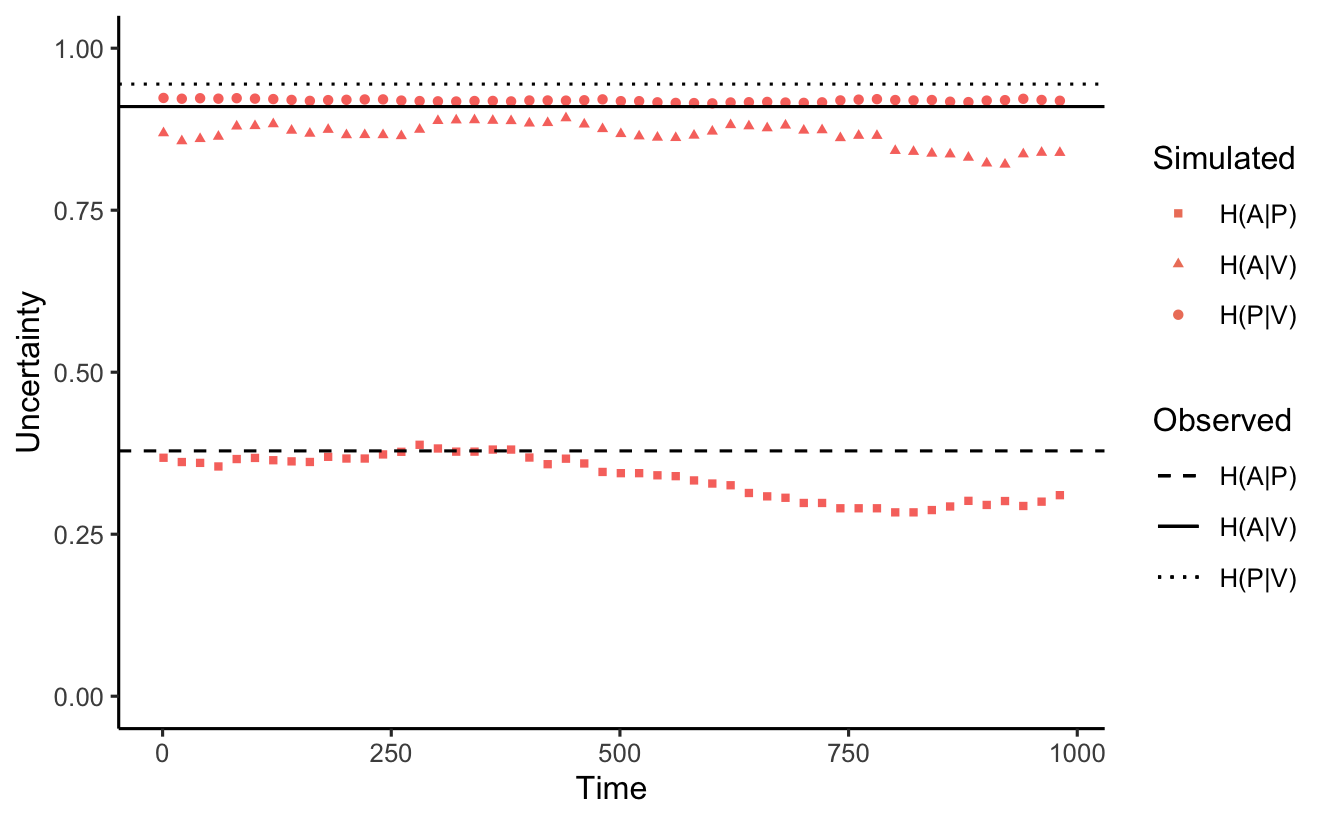 1.00
0.75
0.50
0.25
0.00
Uncertainty
0
250
500
750
1000
Time
Simulated
H(A|P)
H(A|V)
H(P|V)
Observed
H(A|P)
H(A|V)
H(P|V)